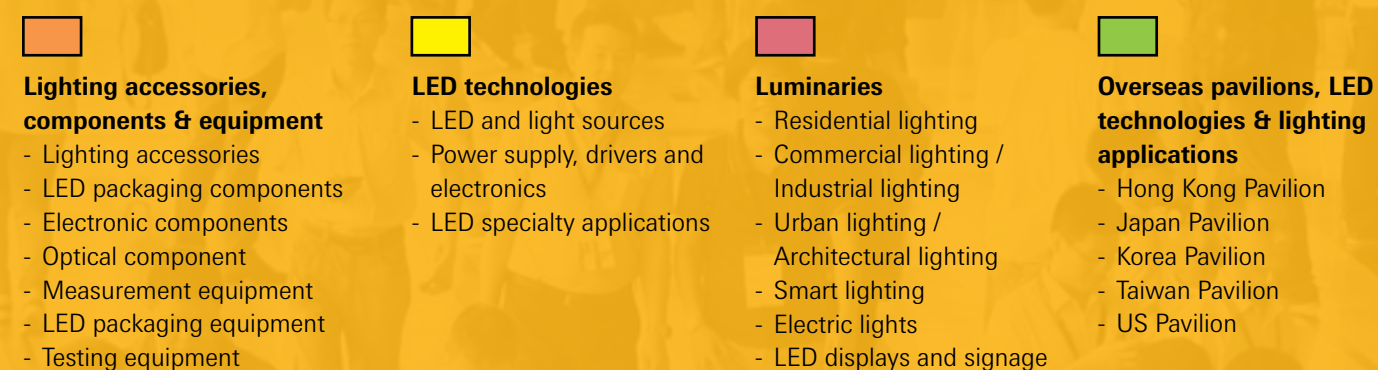 Lighting accessories,
components & equipment
- Lighting accessories
- LED packaging components
- Electronic components
- Optical component
- Measurement equipment
- LED packaging equipment
- Testing equipment
LED technologies
- LED and light sources
- Power supply, drivers and
electronics
- LED specialty applications
Luminaries
- Residential lighting
- Commercial lighting /
Industrial lighting
- Urban lighting /
Architectural lighting
- Smart lighting
- Electric lights
- LED displays and signage
Overseas pavilions, LED
technologies & lighting
applications
- Hong Kong Pavilion
- Japan Pavilion
- Korea Pavilion
- Taiwan Pavilion
- US Pavilion